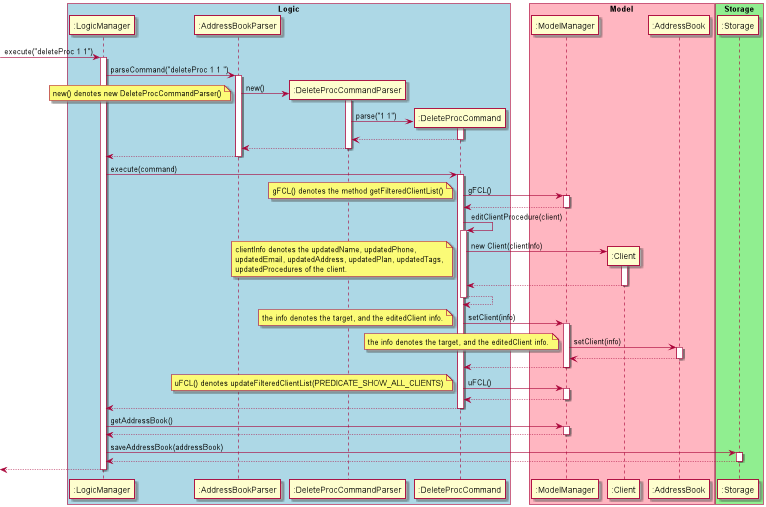 Logic
Model
Storage
:LogicManager
:AddressBookParser
:ModelManager
:AddressBook
:Storage
execute("deleteProc 1 1")
parseCommand("deleteProc 1 1 ")
new() denotes new DeleteProcCommandParser()
new()
:DeleteProcCommandParser
parse("1 1")
:DeleteProcCommand
execute(command)
gFCL() denotes the method getFilteredClientList()
gFCL()
editClientProcedure(client)
clientInfo denotes the updatedName, updatedPhone,
updatedEmail, updatedAddress, updatedPlan, updatedTags,
updatedProcedures of the client.
new Client(clientInfo)
:Client
the info denotes the target, and the editedClient info.
setClient(info)
the info denotes the target, and the editedClient info.
setClient(info)
uFCL() denotes updateFilteredClientList(PREDICATE_SHOW_ALL_CLIENTS)
uFCL()
getAddressBook()
saveAddressBook(addressBook)
:LogicManager
:AddressBookParser
:DeleteProcCommandParser
:DeleteProcCommand
:ModelManager
:Client
:AddressBook
:Storage